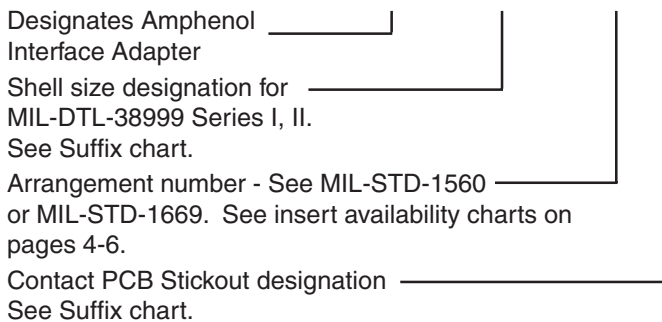 Designates Amphenol
Interface Adapter
Shell size designation for
MIL-DTL-38999 Series I, II.
See Suffix chart.
Arrangement number - See MIL-STD-1560
or MIL-STD-1669. See insert availability charts on
pages 4-6.
Contact PCB Stickout designation
See Suffix chart.